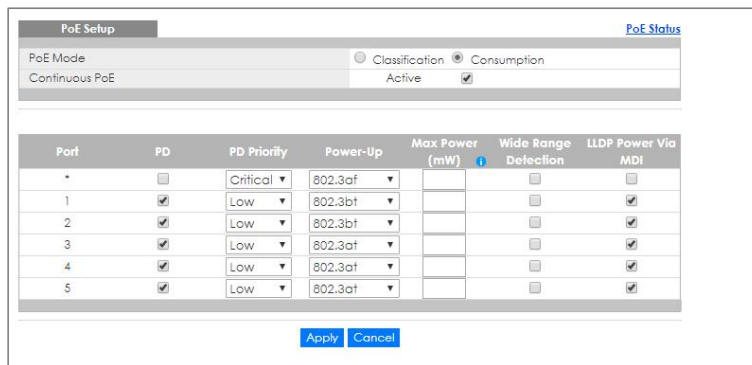 PoE Setup PoE Status
PoE Mode Classification Consumption
Continuous PoE Active
Port PD PD Priority Power-Up Max Power (mW) i Wide Range Detection LLDP Power Via MDI
* Critical 802.3af
1 Low 802.3bt
2 Low 802.3bt
3 Low 802.3at
4 Low 802.3at
5 Low 802.3at
Apply Cancel